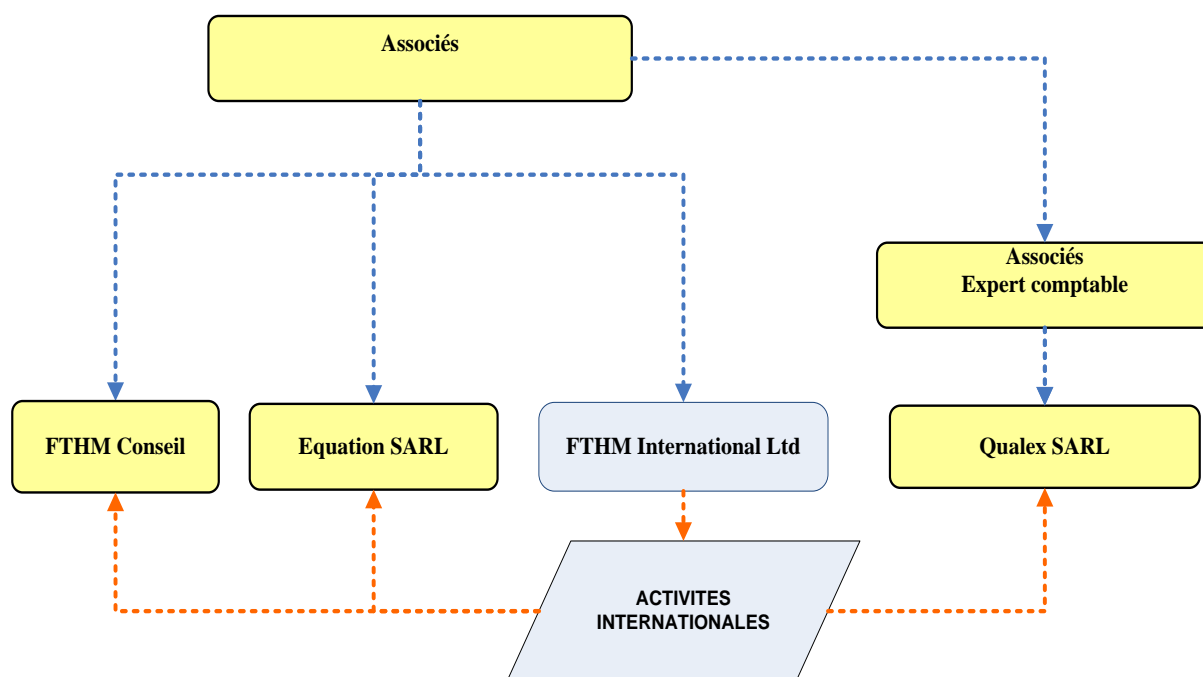 Associés
Associés
Expert comptable
FTHM Conseil
Equation SARL
FTHM International Ltd
Qualex SARL
ACTIVITES
INTERNATIONALES